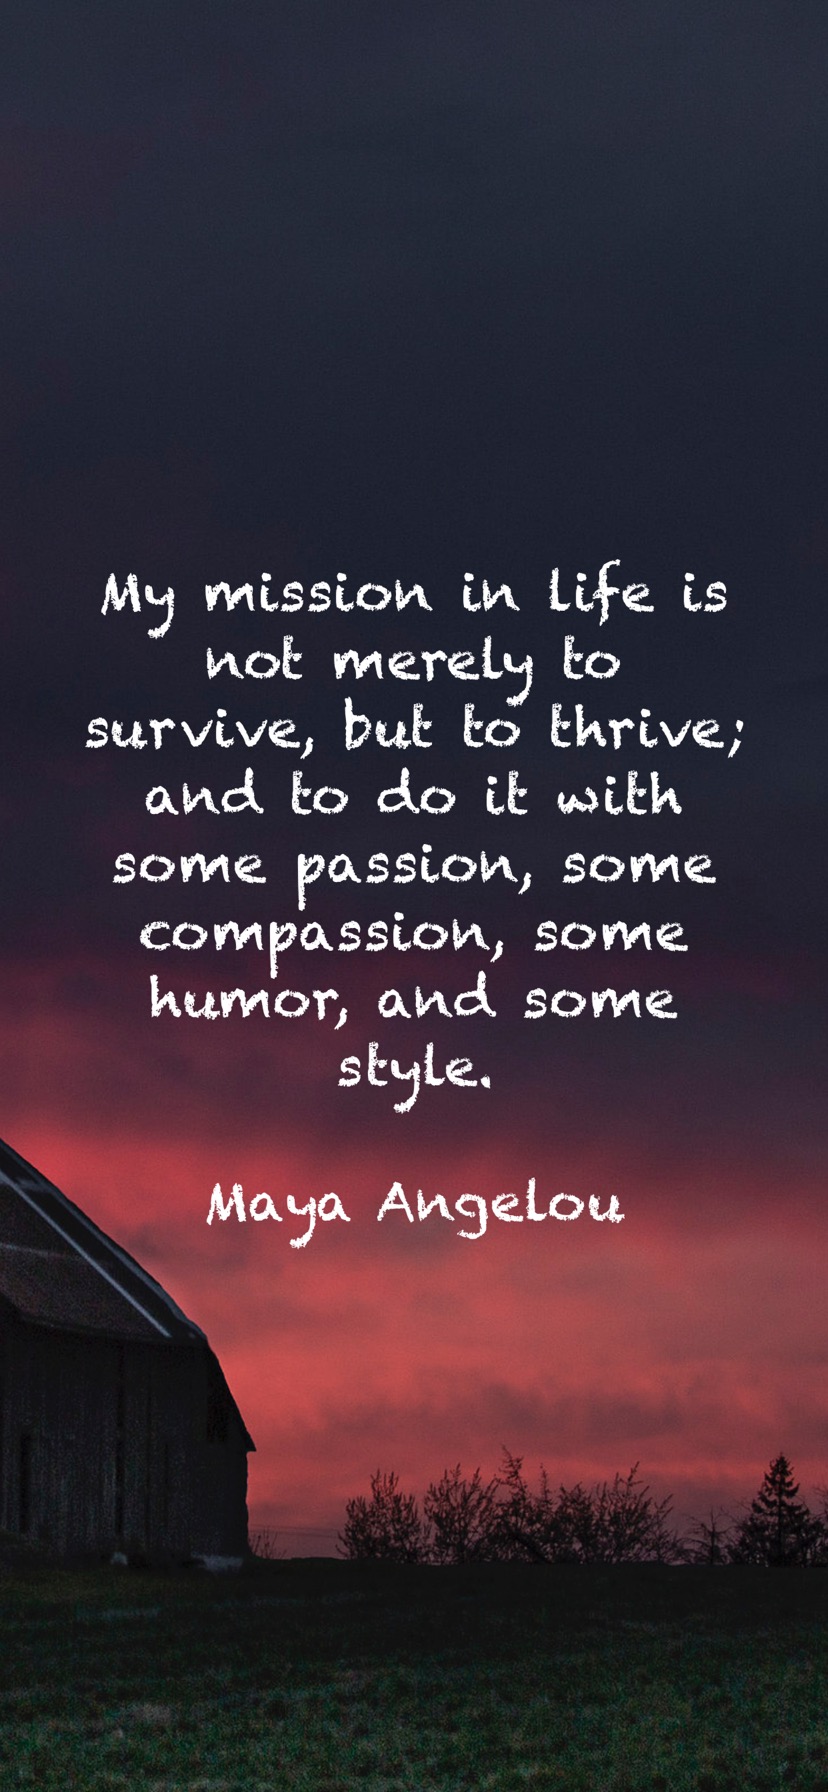 My mission in life is
not merely to
survive, but to thrive;
and to do it with
some passion, some
compassion, some
humor, and some
style.
Maya Angelou